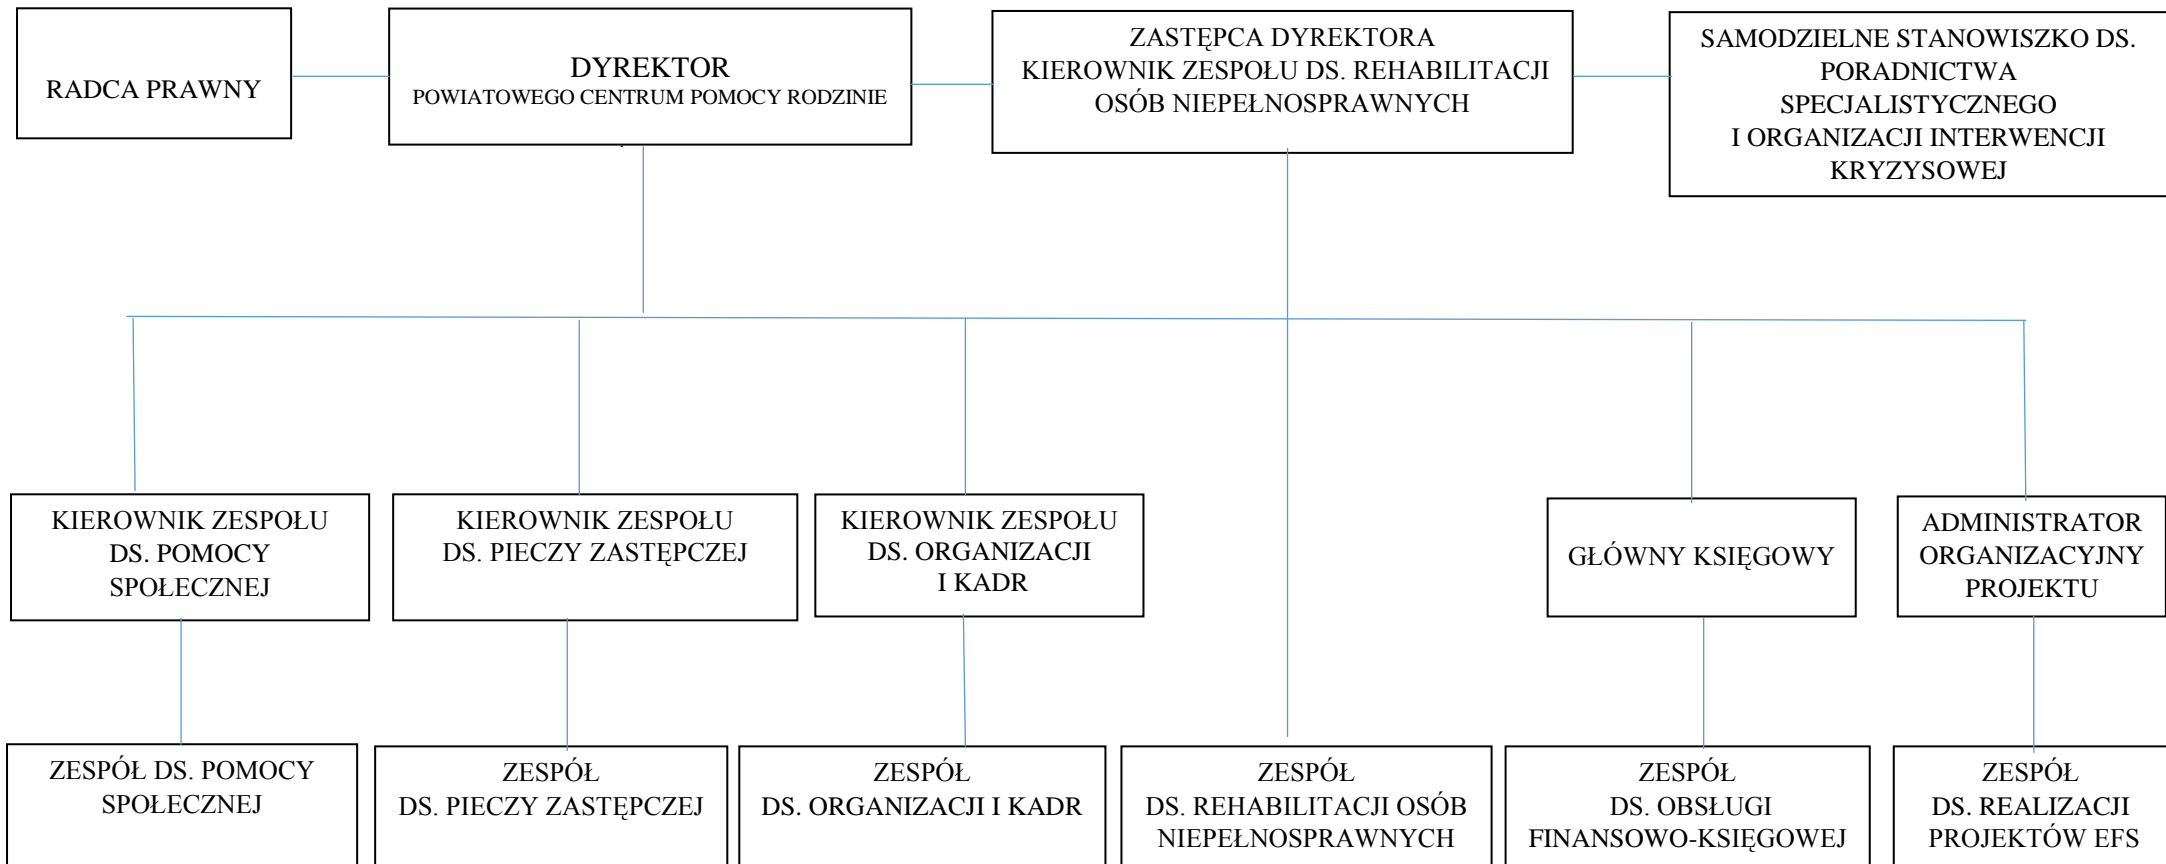 RADCA PRAWNY
DYREKTOR
POWIATOWEGO CENTRUM POMOCY RODZINIE
ZASTĘPCA DYREKTORA
KIEROWNIK ZESPOŁU DS. REHABILITACJI
OSÓB NIEPEŁNOSPRAWNYCH
SAMODZIELNE STANOWISZKO DS.
PORADNICTWA
SPECJALISTYCZNEGO
I ORGANIZACJI INTERWENCJI
KRYZYSOWEJ
KIEROWNIK ZESPOŁU
DS. POMOCY
SPOŁECZNEJ
KIEROWNIK ZESPOŁU
DS. PIECZY ZASTĘPCZEJ
KIEROWNIK ZESPOŁU
DS. ORGANIZACJI
I KADR
GŁÓWNY KSIĘGOWY
ADMINISTRATOR
ORGANIZACYJNY
PROJEKTU
ZESPÓŁ DS. POMOCY
SPOŁECZNEJ
ZESPÓŁ
DS. PIECZY ZASTĘPCZEJ
ZESPÓŁ
DS. ORGANIZACJI I KADR
ZESPÓŁ
DS. REHABILITACJI OSÓB
NIEPEŁNOSPRAWNYCH
ZESPÓŁ
DS. OBSŁUGI
FINANSOWO-KSIĘGOWEJ
ZESPÓŁ
DS. REALIZACJI
PROJEKTÓW EFS